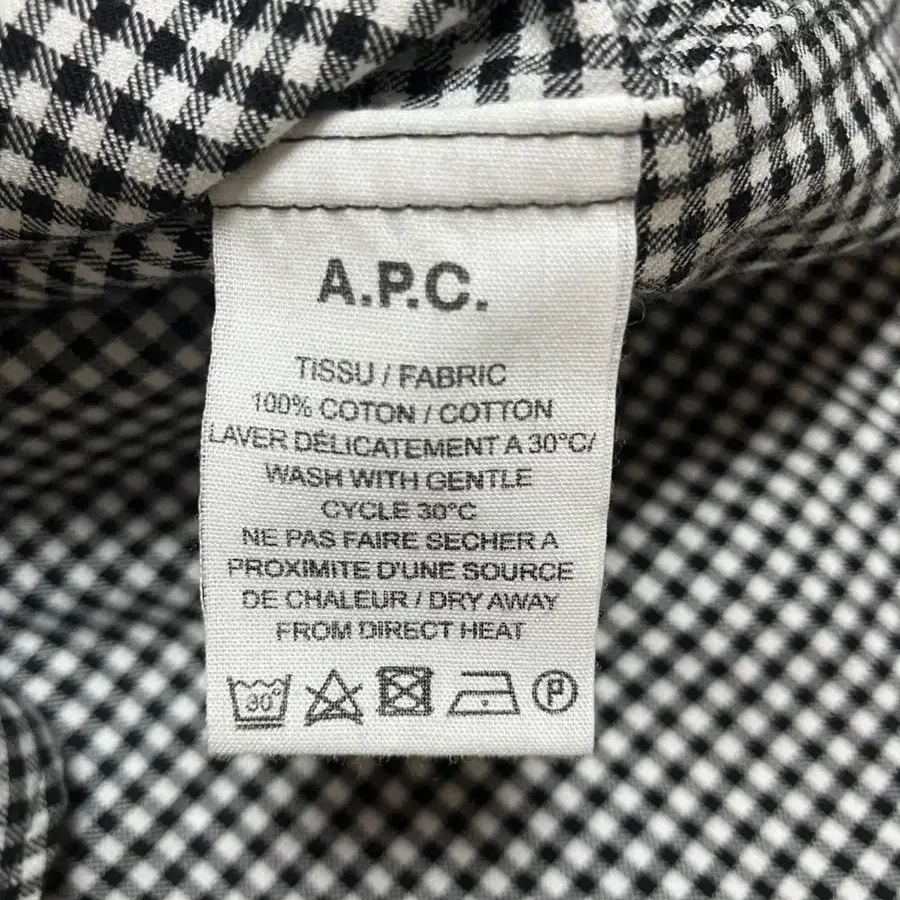 A.P.C.
TISSU / FABRIC
100% COTON / COTTON
LAVER DÉLICATEMENT A 30°C/
WASH WITH GENTLE
CYCLE 30°C
NE PAS FAIRE SECHER A
PROXIMITE D'UNE SOURCE
DE CHALEUR / DRY AWAY
FROM DIRECT HEAT
30° P